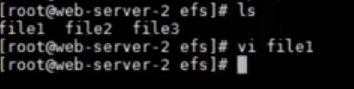 [root@web-server-2 efs]# ls
file1  file2  file3
[root@web-server-2 efs]# vi file1
[root@web-server-2 efs]#